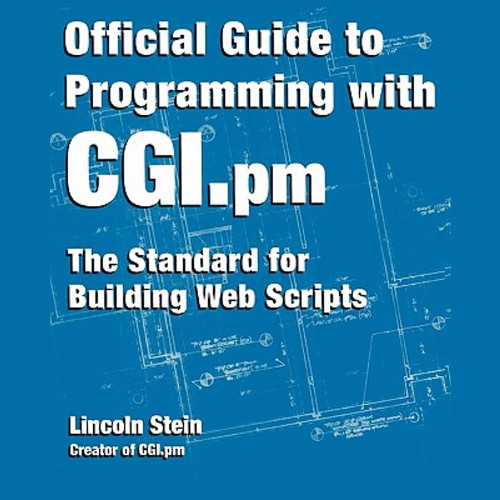 Official Guide to
Programming with
CGI.pm
The Standard for
Building Web Scripts
Lincoln Stein
Creator of CGI.pm